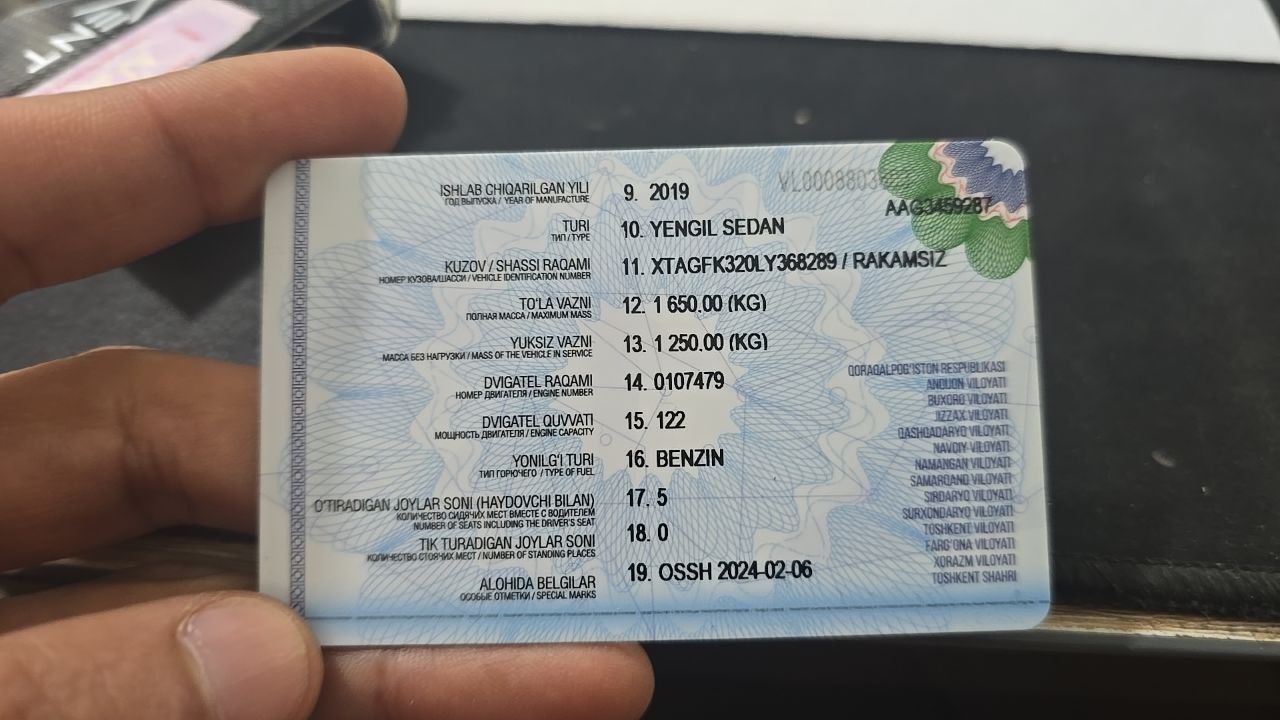 VENT
ISHLAB CHIQARILGAN YILI 9. 2019
ГОД ВЫПУСКА / YEAR OF MANUFACTURE
AAG3459287
TURI 10. YENGIL SEDAN
ТИП / TYPE
KUZOV / SHASSI RAQAMI 11. XTAGFK320LY368289 / RAKAMSIZ
НОМЕР КУЗОВА/ШАССИ / VEHICLE IDENTIFICATION NUMBER
TO'LA VAZNI 12. 1 650.00 (KG)
ПОЛНАЯ МАССА / MAXIMUM MASS
YUKSIZ VAZNI 13. 1 250.00 (KG)
МАССА БЕЗ НАГРУЗКИ / MASS OF THE VEHICLE IN SERVICE
DVIGATEL RAQAMI 14. 0107479
НОМЕР ДВИГАТЕЛЯ / ENGINE NUMBER
DVIGATEL QUVVATI 15. 122
МОЩНОСТЬ ДВИГАТЕЛЯ / ENGINE CAPACITY
YONILG'I TURI 16. BENZIN
ТИП ГОРЮЧЕГО / TYPE OF FUEL
O'TIRADIGAN JOYLAR SONI (HAYDOVCHI BILAN) 17. 5
КОЛИЧЕСТВО СИДЯЧИХ МЕСТ ВМЕСТЕ С ВОДИТЕЛЕМ
NUMBER OF SEATS INCLUDING THE DRIVER'S SEAT
TIK TURADIGAN JOYLAR SONI 18. 0
КОЛИЧЕСТВО СТОЯЧИХ МЕСТ / NUMBER OF STANDING PLACES
ALOHIDA BELGILAR 19. OSSH 2024-02-06
ОСОБЫЕ ОТМЕТКИ / SPECIAL MARKS
QORAQALPOG'ISTON RESPUBLIKASI
ANDIJON VILOYATI
BUXORO VILOYATI
JIZZAX VILOYATI
QASHQADARYO VILOYATI
NAVOIY VILOYATI
NAMANGAN VILOYATI
SAMARQAND VILOYATI
SIRDARYO VILOYATI
SURXONDARYO VILOYATI
TOSHKENT VILOYATI
FARG'ONA VILOYATI
XORAZM VILOYATI
TOSHKENT SHAHRI